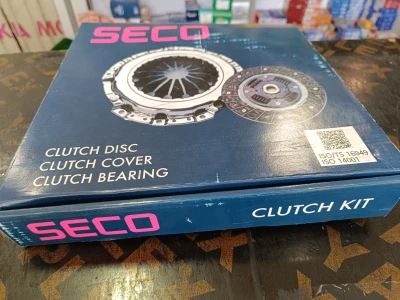 SECO
CLUTCH DISC
CLUTCH COVER
CLUTCH BEARING
ISO/TS 16949
ISO 14001
SECO
CLUTCH KIT